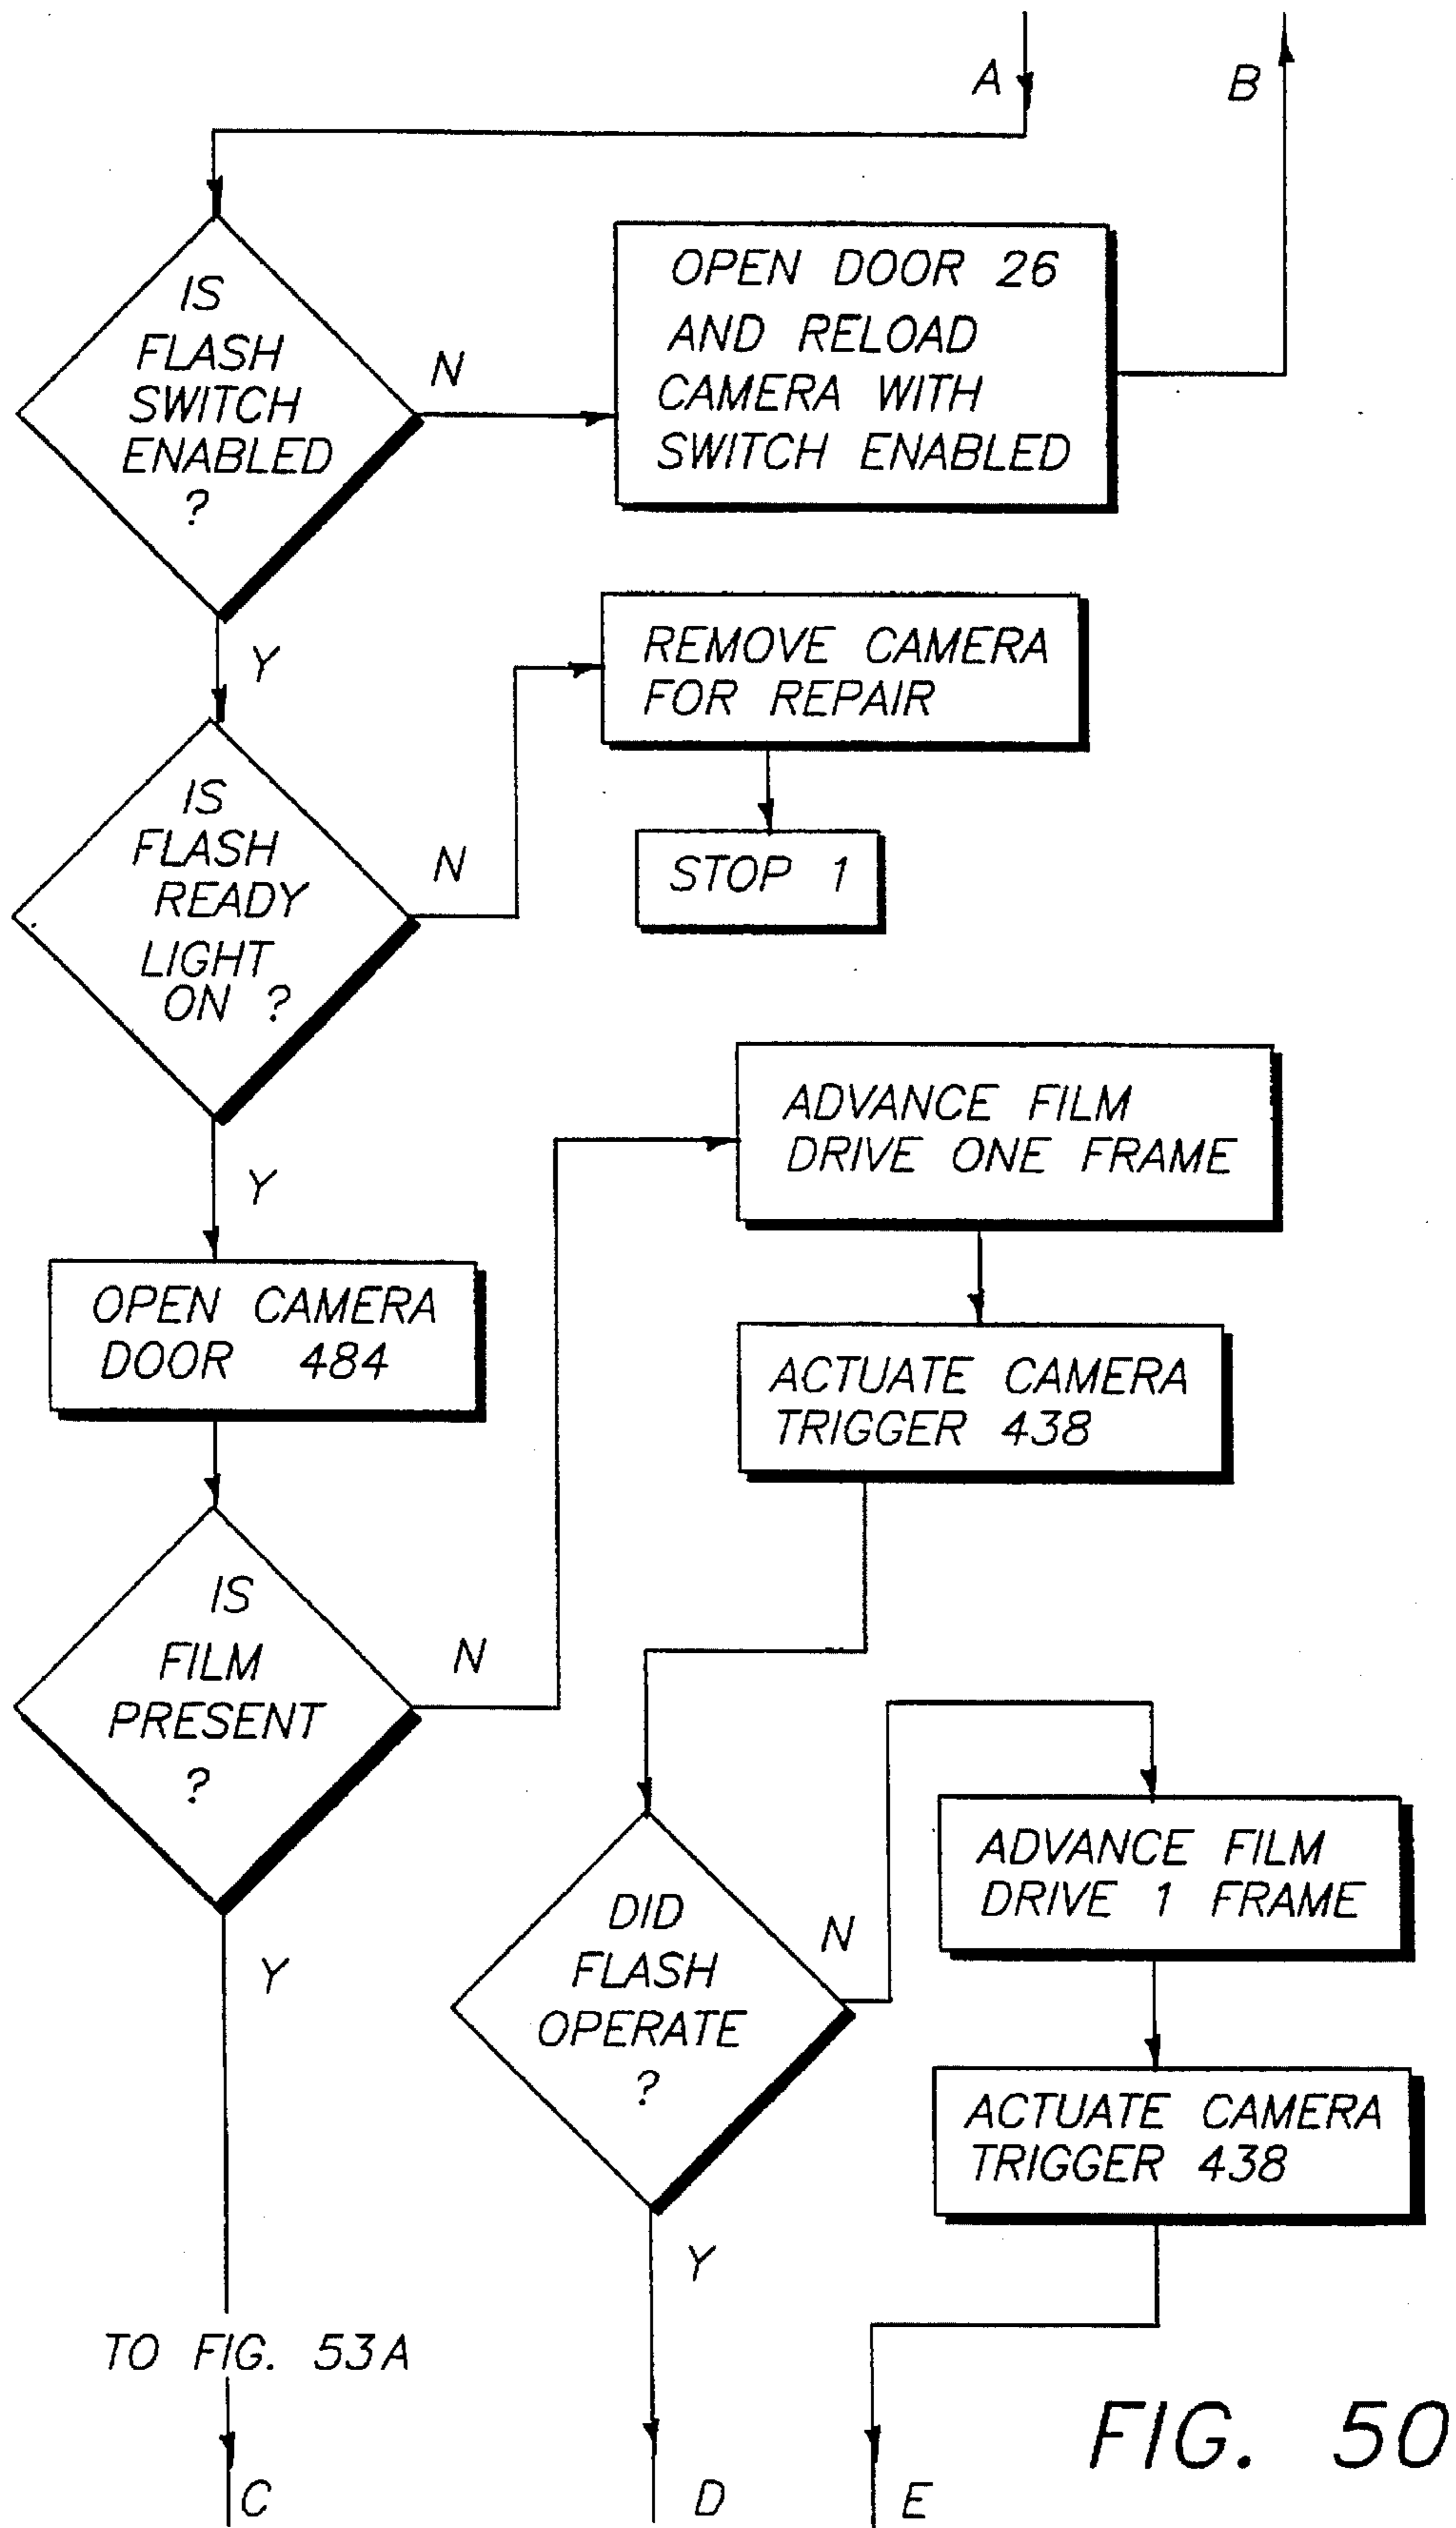 A
B
IS
FLASH
SWITCH
ENABLED
?
N
OPEN DOOR 26
AND RELOAD
CAMERA WITH
SWITCH ENABLED
Y
IS
FLASH
READY
LIGHT
ON ?
N
REMOVE CAMERA
FOR REPAIR
STOP 1
Y
OPEN CAMERA
DOOR 484
IS
FILM
PRESENT
?
N
ADVANCE FILM
DRIVE ONE FRAME
ACTUATE CAMERA
TRIGGER 438
DID
FLASH
OPERATE
?
N
ADVANCE FILM
DRIVE 1 FRAME
ACTUATE CAMERA
TRIGGER 438
Y
Y
TO FIG. 53A
C
D
E
FIG. 50